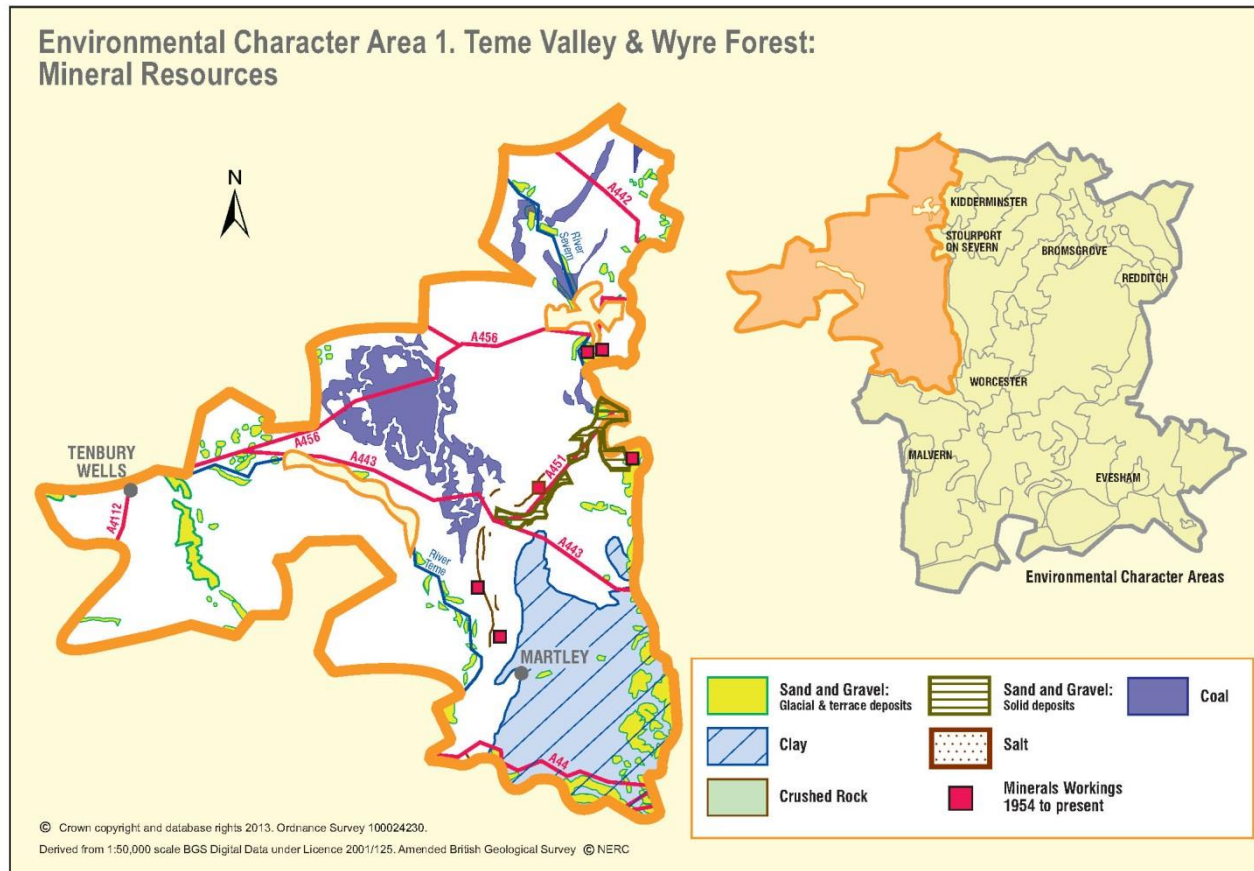 Environmental Character Area 1. Teme Valley & Wyre Forest:
Mineral Resources
N
A442
River
Severn
A456
A456
A443
TENBURY
WELLS
A4112
A451
A443
River
Teme
MARTLEY
A44
KIDDERMINSTER
STOURPORT
ON SEVERN
BROMSGROVE
REDDITCH
WORCESTER
MALVERN
EVESHAM
Environmental Character Areas
Sand and Gravel:
Glacial & terrace deposits
Sand and Gravel:
Solid deposits
Coal
Clay
Salt
Crushed Rock
Minerals Workings
1954 to present
© Crown copyright and database rights 2013. Ordnance Survey 100024230.
Derived from 1:50,000 scale BGS Digital Data under Licence 2001/125. Amended British Geological Survey © NERC